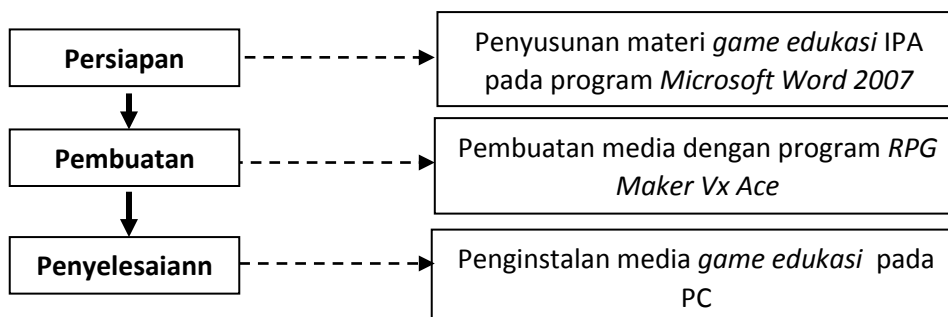 Persiapan
Penyusunan materi game edukasi IPA
pada program Microsoft Word 2007
Pembuatan
Pembuatan media dengan program RPG
Maker Vx Ace
Penyelesaiann
Penginstalan media game edukasi pada
PC